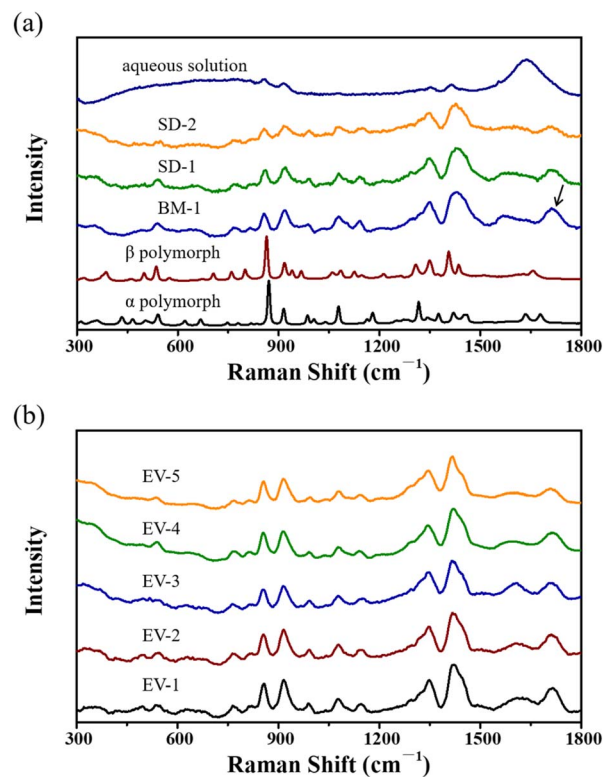 (a)
aqueous solution
SD-2
SD-1
BM-1
β polymorph
α polymorph
Intensity
300 600 900 1200 1500 1800
Raman Shift (cm⁻¹)
(b)
EV-5
EV-4
EV-3
EV-2
EV-1
Intensity
300 600 900 1200 1500 1800
Raman Shift (cm⁻¹)